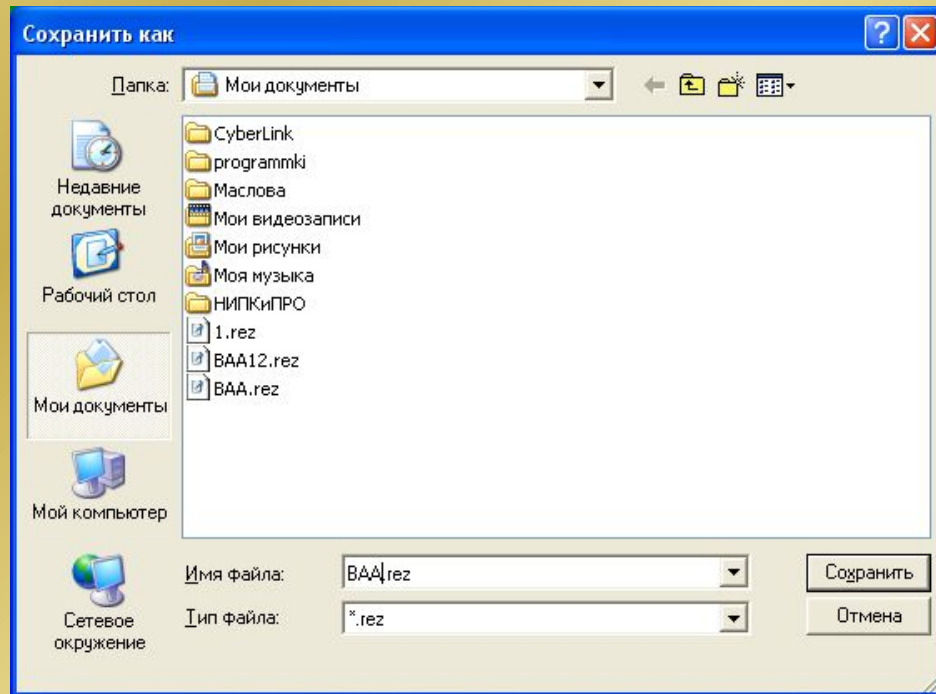 Сохранить как
Папка:
Мои документы
Недавние
документы
Рабочий стол
Мои документы
Мой компьютер
Сетевое
окружение
CyberLink
programmki
Маслова
Мои видеозаписи
Мои рисунки
Моя музыка
НИПКиПРО
1.rez
BAA12.rez
BAA.rez
Имя файла:
BAA.rez
Сохранить
Тип файла:
*.rez
Отмена